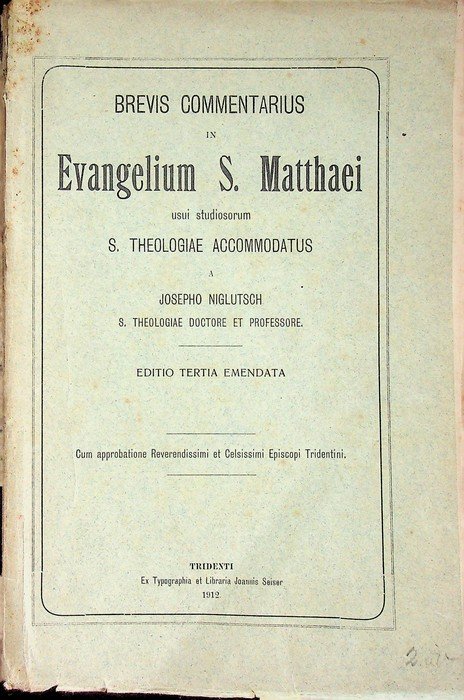 BREVIS COMMENTARIUS
IN
Evangelium S. Matthaei
usui studiosorum
S. THEOLOGIAE ACCOMMODATUS
A
JOSEPHO NIGLUTSCH
S. THEOLOGIAE DOCTORE ET PROFESSORE.
EDITIO TERTIA EMENDATA
Cum approbatione Reverendissimi et Celsissimi Episcopi Tridentini.
TRIDENTI
Ex Typographia et Libraria Joannis Seiser
1912